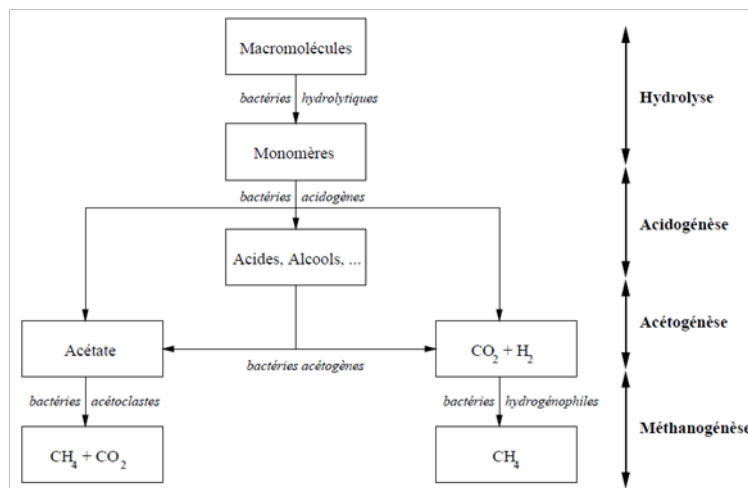 Macromolécules
bactéries hydrolytiques
Hydrolyse
Monomères
bactéries acidogènes
Acidogénèse
Acides, Alcools, ...
Acétogénèse
Acétate
CO₂ + H₂
bactéries acétogènes
bactéries acétoclastes
bactéries hydrogénophiles
Méthanogénèse
CH₄ + CO₂
CH₄